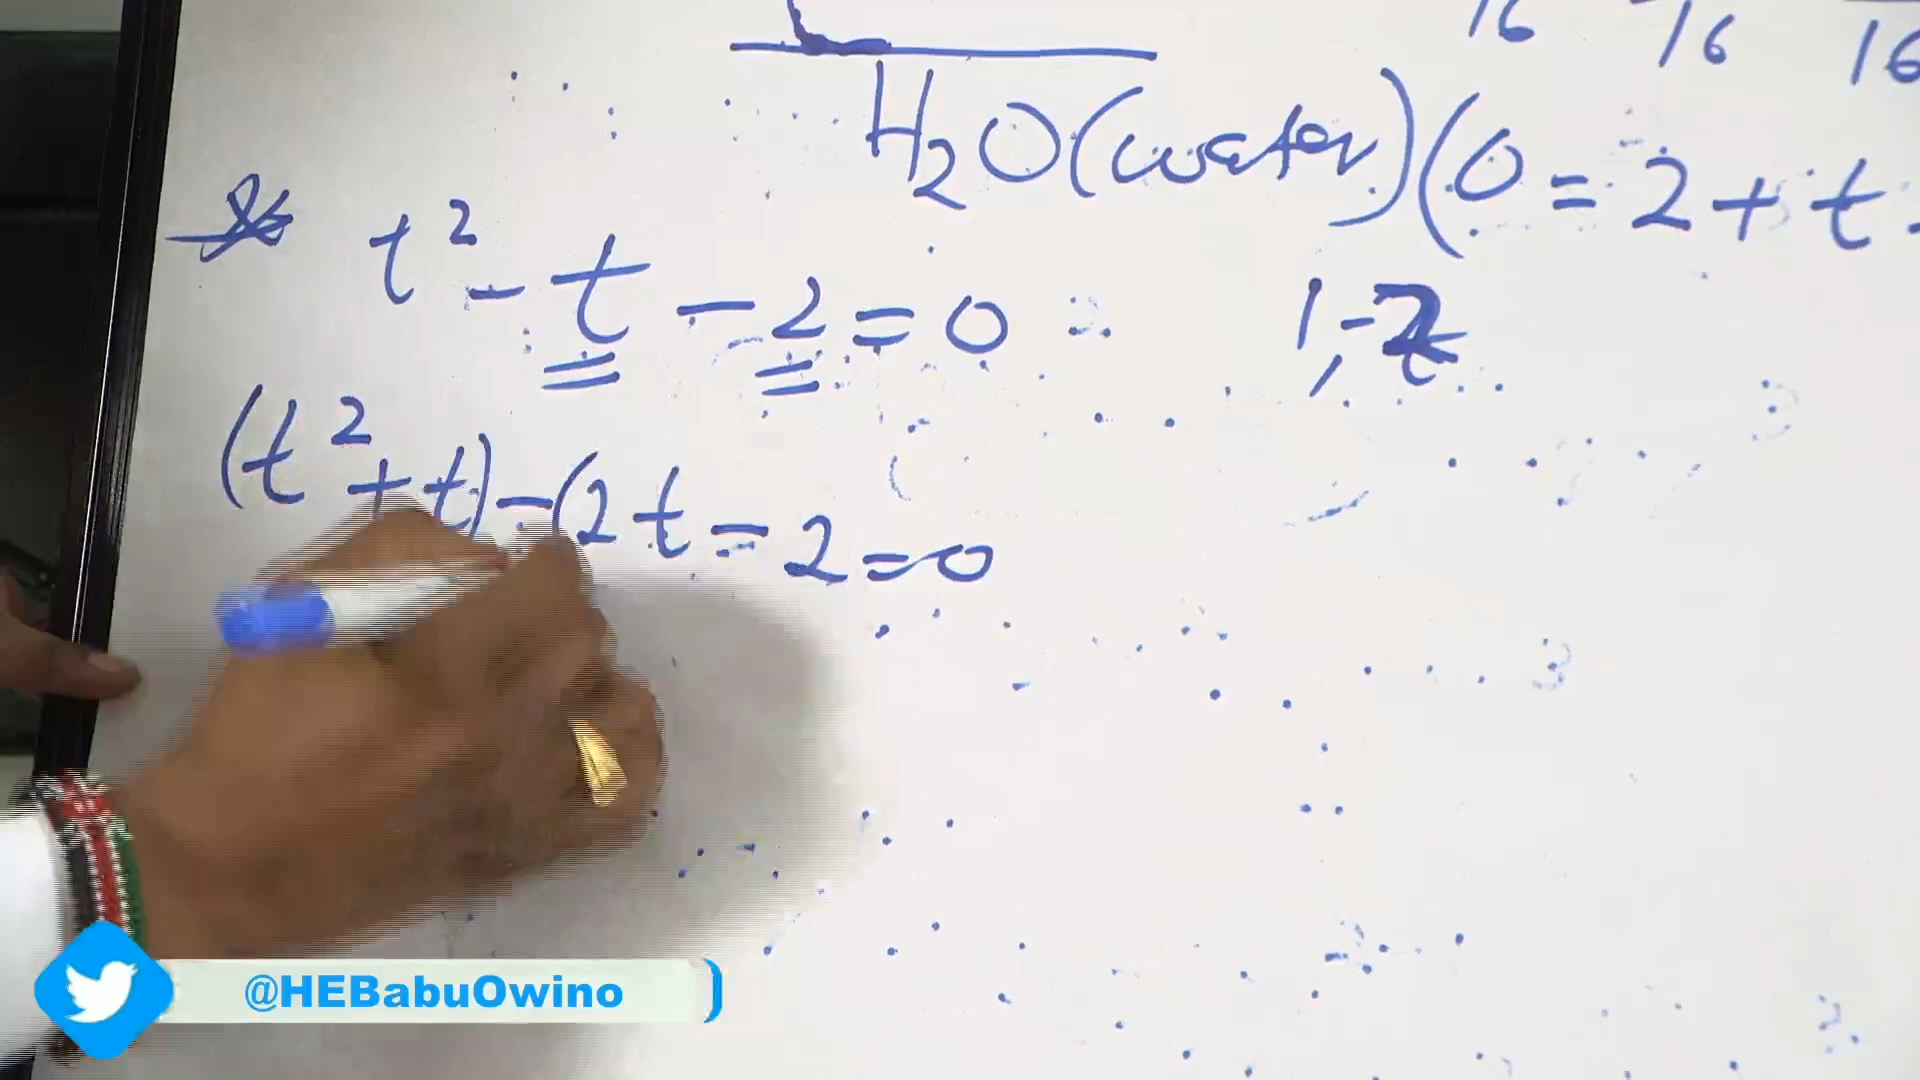 16 16 16
H₂O (water) (0 = 2 + t -
t² - t - 2 = 0
1, -2
(t² + t) - (2t - 2 = 0
@HEBabuOwino